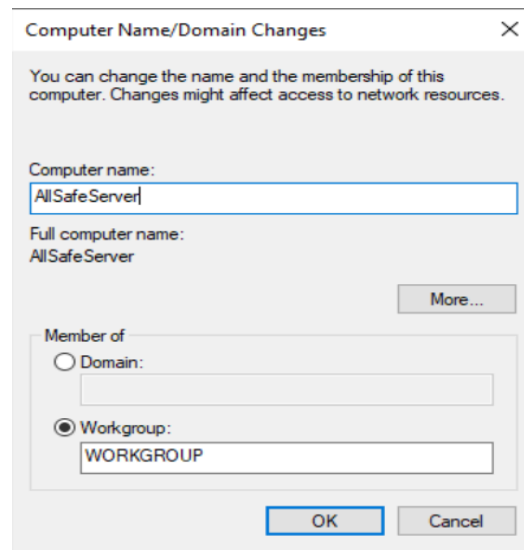 Computer Name/Domain Changes
You can change the name and the membership of this
computer. Changes might affect access to network resources.
Computer name:
AllSafeServer
Full computer name:
AllSafeServer
More...
Member of
Domain:
Workgroup:
WORKGROUP
OK
Cancel